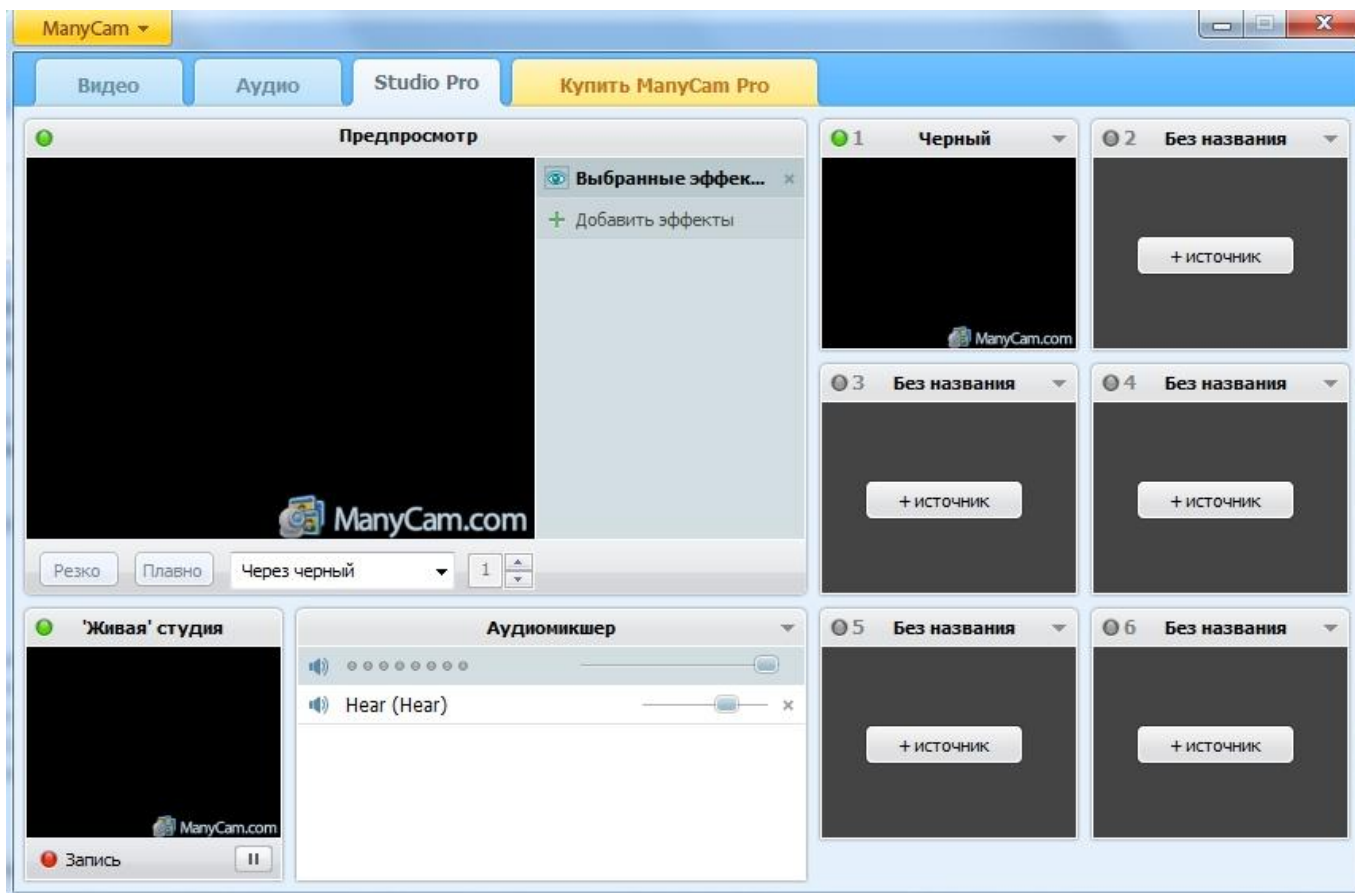 ManyCam
Видео
Аудио
Studio Pro
Купить ManyCam Pro
Предпросмотр
Выбранные эффек...
Добавить эффекты
ManyCam.com
Резко
Плавно
Через черный
1
'Живая' студия
ManyCam.com
Запись
Аудиомикшер
Hear (Hear)
1 Черный
ManyCam.com
2 Без названия
+ источник
3 Без названия
+ источник
4 Без названия
+ источник
5 Без названия
+ источник
6 Без названия
+ источник